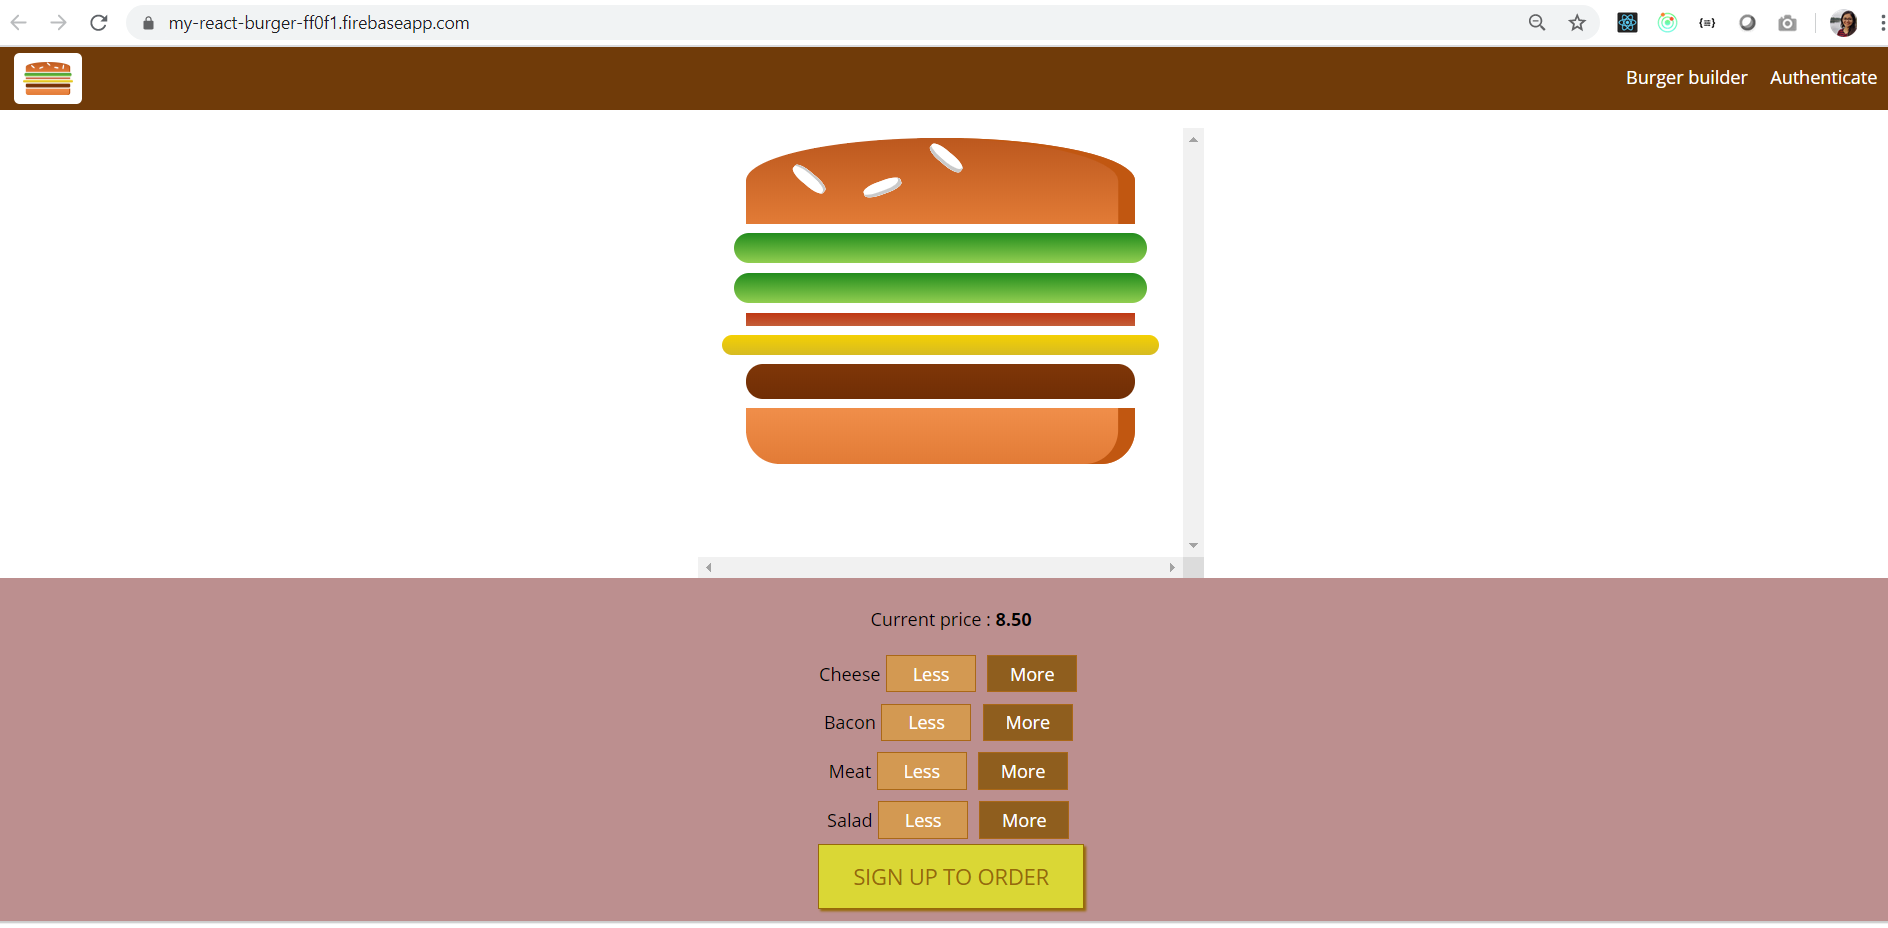 my-react-burger-ff0f1.firebaseapp.com
Burger builder Authenticate
Current price : 8.50
Cheese Less More
Bacon Less More
Meat Less More
Salad Less More
SIGN UP TO ORDER